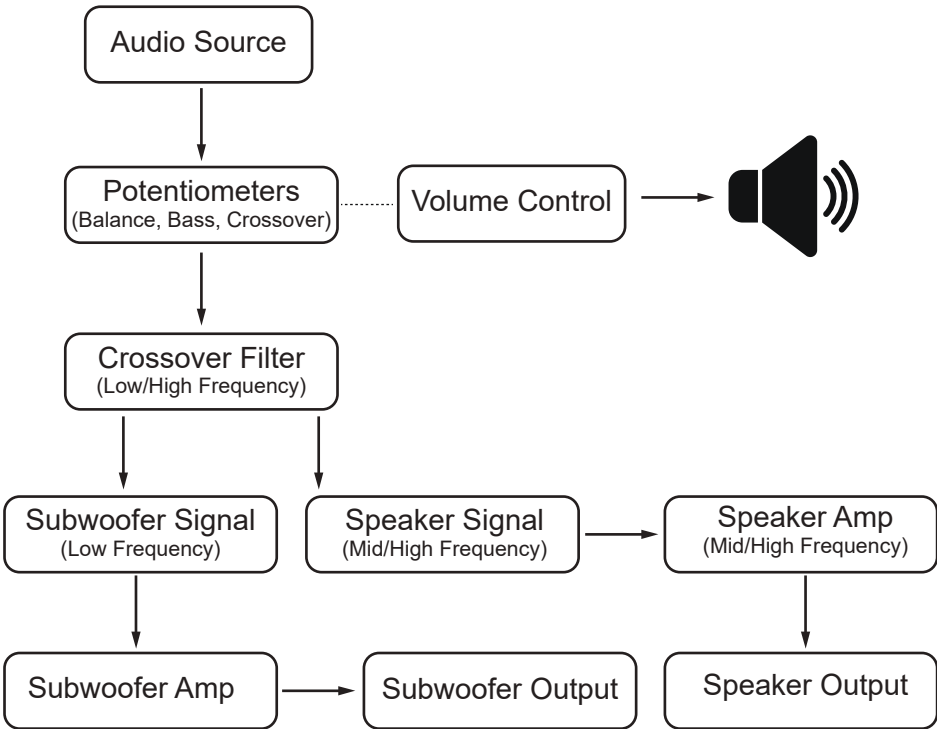 Audio Source
Potentiometers
(Balance, Bass, Crossover)
Volume Control
Crossover Filter
(Low/High Frequency)
Subwoofer Signal
(Low Frequency)
Speaker Signal
(Mid/High Frequency)
Speaker Amp
(Mid/High Frequency)
Subwoofer Amp
Subwoofer Output
Speaker Output